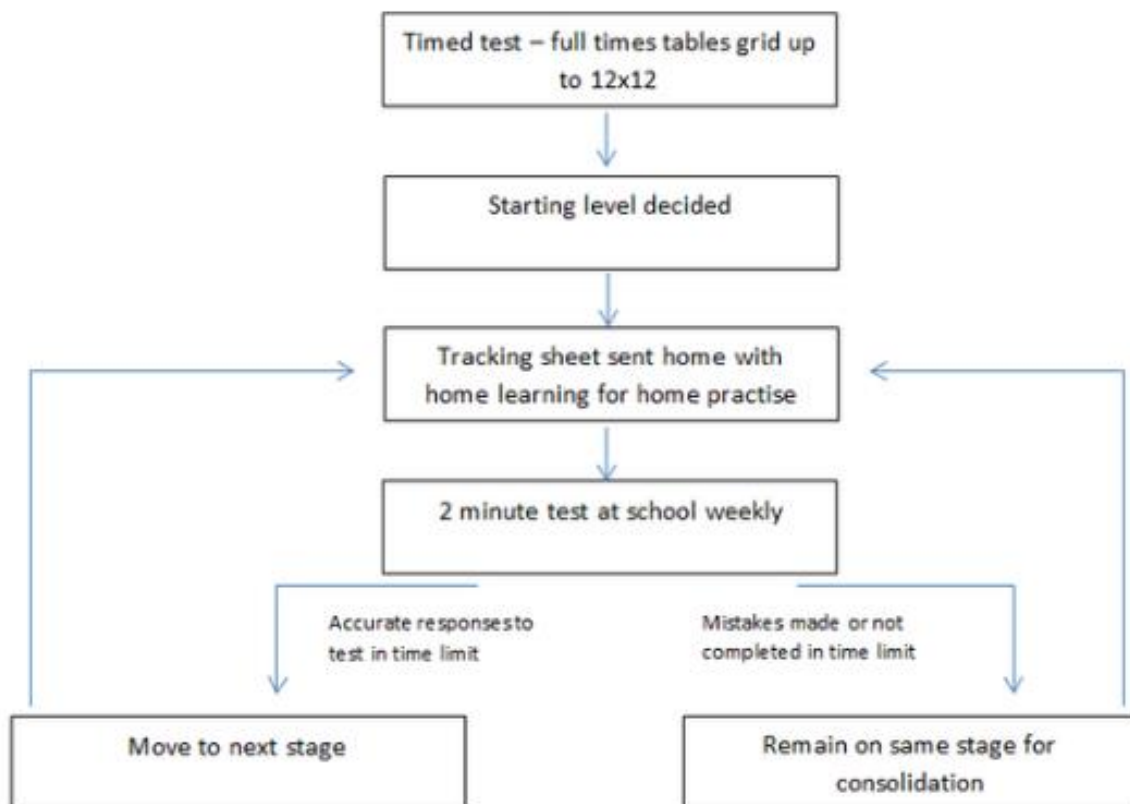 Timed test – full times tables grid up
to 12x12
Starting level decided
Tracking sheet sent home with
home learning for home practise
2 minute test at school weekly
Accurate responses to
test in time limit
Mistakes made or not
completed in time limit
Move to next stage
Remain on same stage for
consolidation